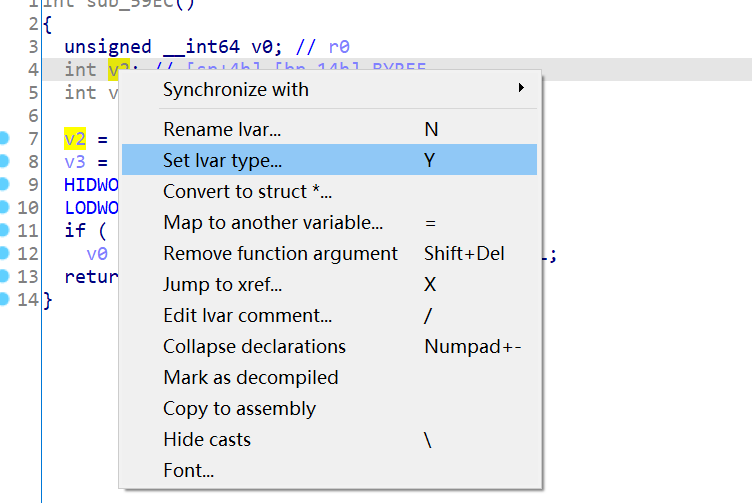 1 int sub_59EC()
2 {
3 unsigned __int64 v0; // r0
4 int v2; // [sp+4h] [bp-14h] BYREF
5 int v
6
7 v2 =
8 v3 =
9 HIDWO
10 LODWO
11 if (
12 v0 L;
13 retur
14 }
Synchronize with
Rename lvar... N
Set lvar type... Y
Convert to struct *...
Map to another variable... =
Remove function argument Shift+Del
Jump to xref... X
Edit lvar comment... /
Collapse declarations Numpad+-
Mark as decompiled
Copy to assembly
Hide casts \
Font...